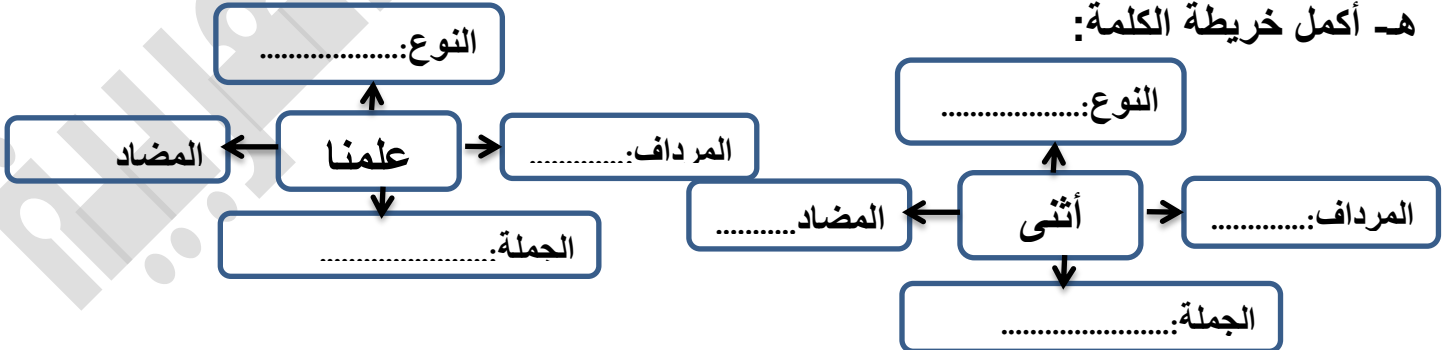 هـ- أكمل خريطة الكلمة:
النوع:...................
المرداف:.............
أثنى
المضاد...........
الجملة:.......................
النوع:...................
المرداف:.............
علمنا
المضاد
الجملة:.......................